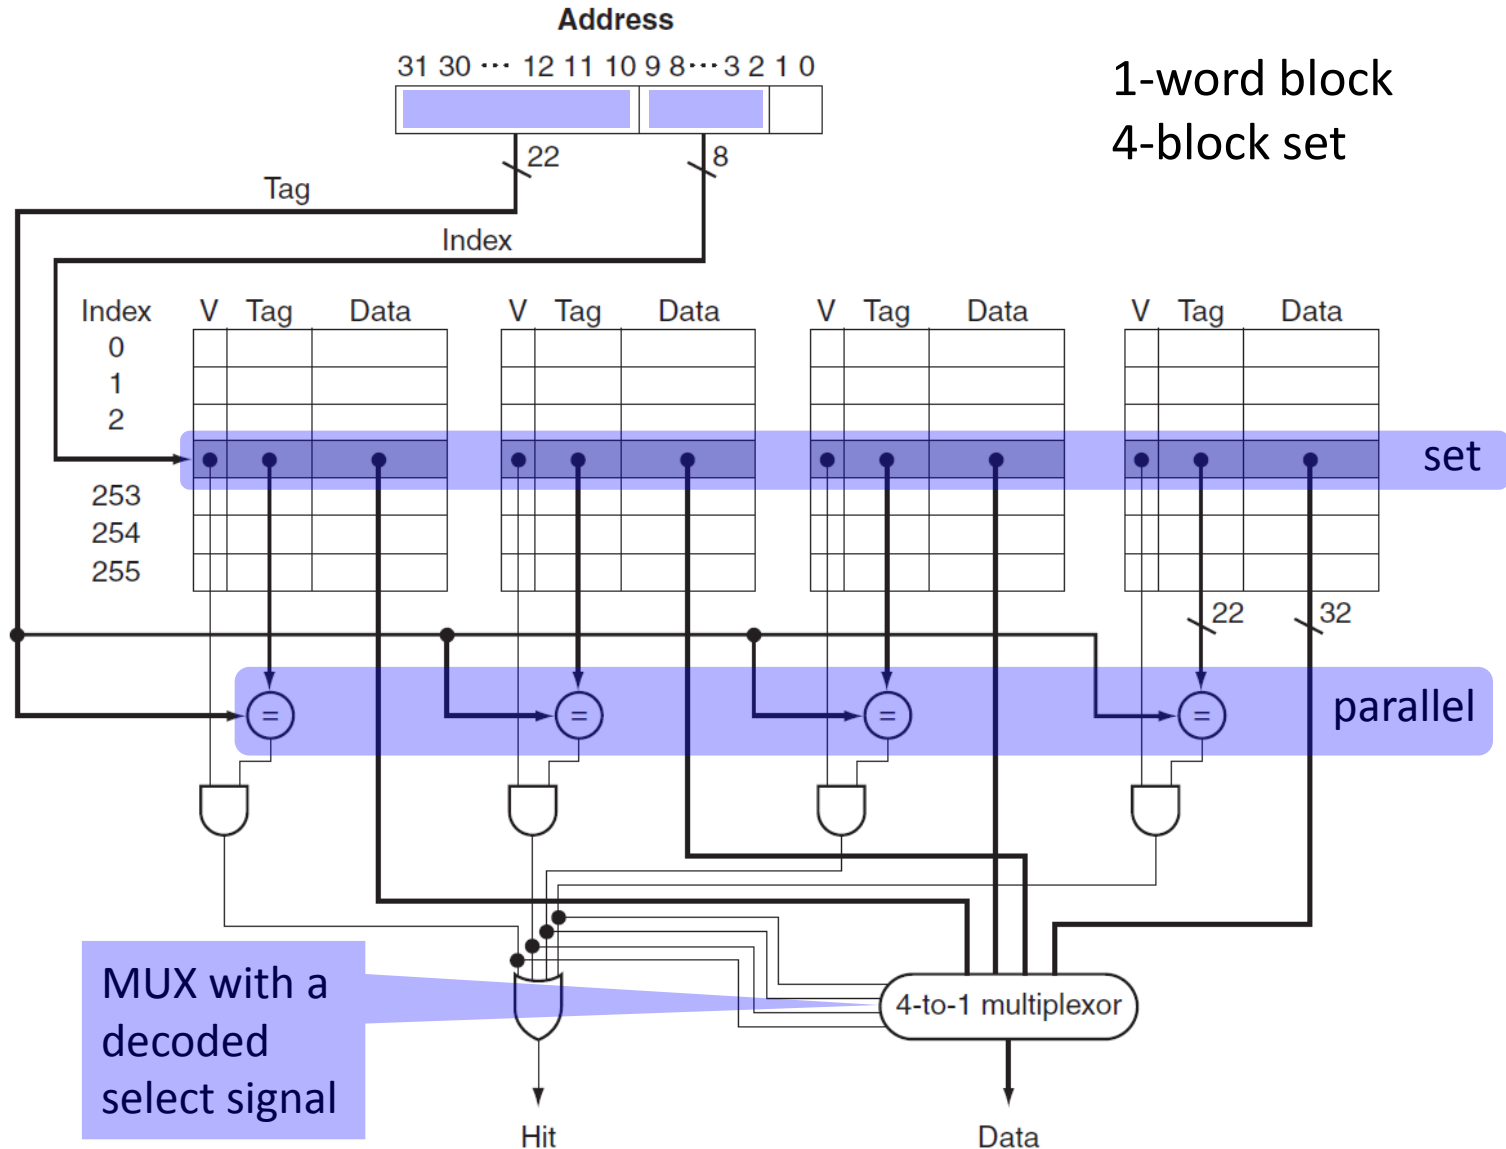 Address
31 30 ··· 12 11 10 9 8 ··· 3 2 1 0
1-word block
4-block set
22
8
Tag
Index
Index V Tag Data V Tag Data V Tag Data V Tag Data
0
1
2
set
253
254
255
22 32
= = = =
parallel
MUX with a
decoded
select signal
4-to-1 multiplexor
Hit Data